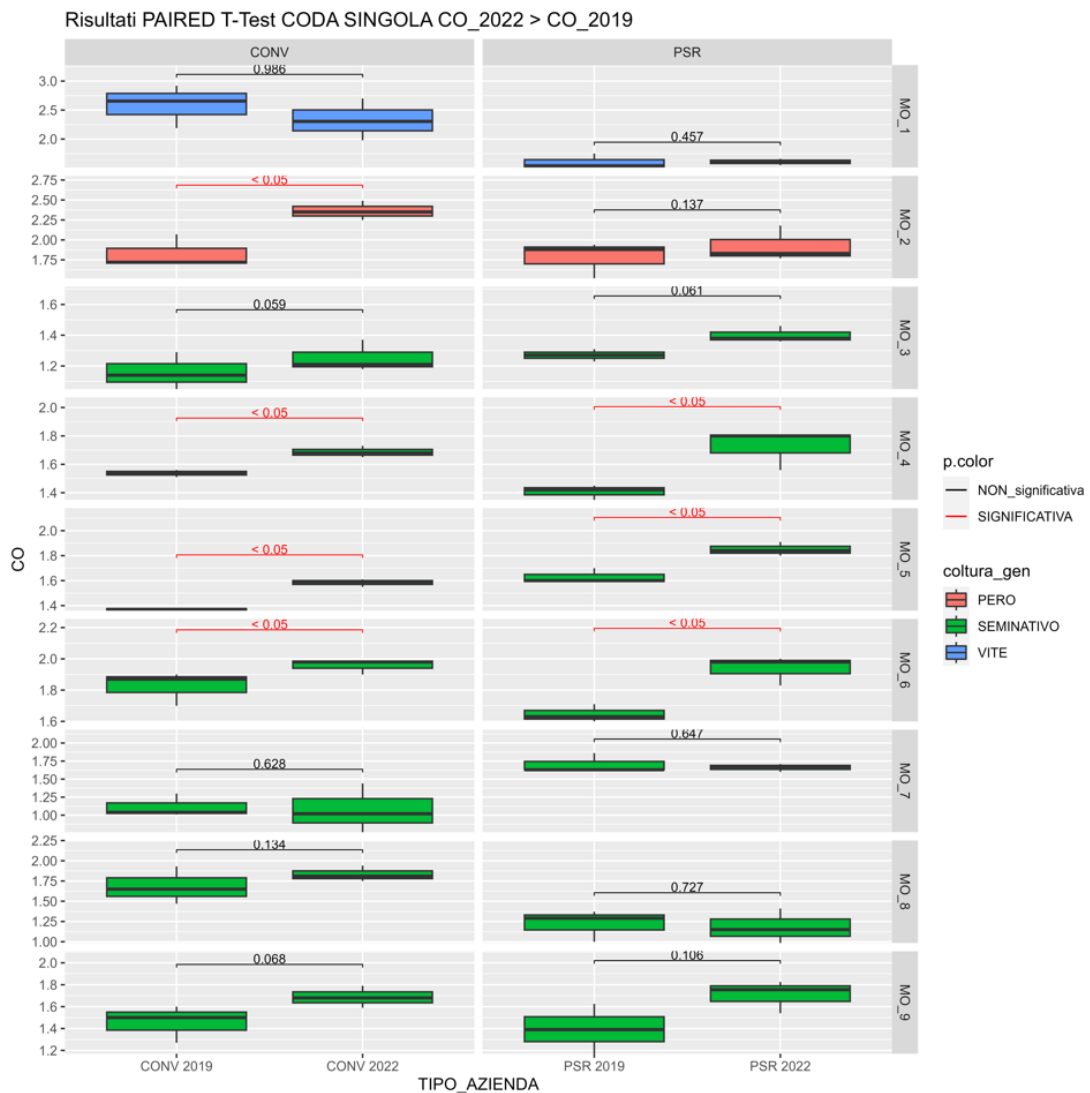 Risultati PAIRED T-Test CODA SINGOLA CO_2022 > CO_2019
CONV
PSR
0.986
0.457
3.0
2.5
2.0
MO_1
< 0.05
0.137
2.75
2.50
2.25
2.00
1.75
MO_2
0.059
0.061
1.6
1.4
1.2
MO_3
< 0.05
< 0.05
2.0
1.8
1.6
1.4
MO_4
< 0.05
< 0.05
2.0
1.8
1.6
1.4
MO_5
< 0.05
< 0.05
2.2
2.0
1.8
1.6
MO_6
0.628
0.647
2.00
1.75
1.50
1.25
1.00
MO_7
0.134
0.727
2.25
2.00
1.75
1.50
1.25
1.00
MO_8
0.068
0.106
2.0
1.8
1.6
1.4
1.2
MO_9
CO
CONV 2019
CONV 2022
PSR 2019
PSR 2022
TIPO_AZIENDA
p.color
NON_significativa
SIGNIFICATIVA
coltura_gen
PERO
SEMINATIVO
VITE